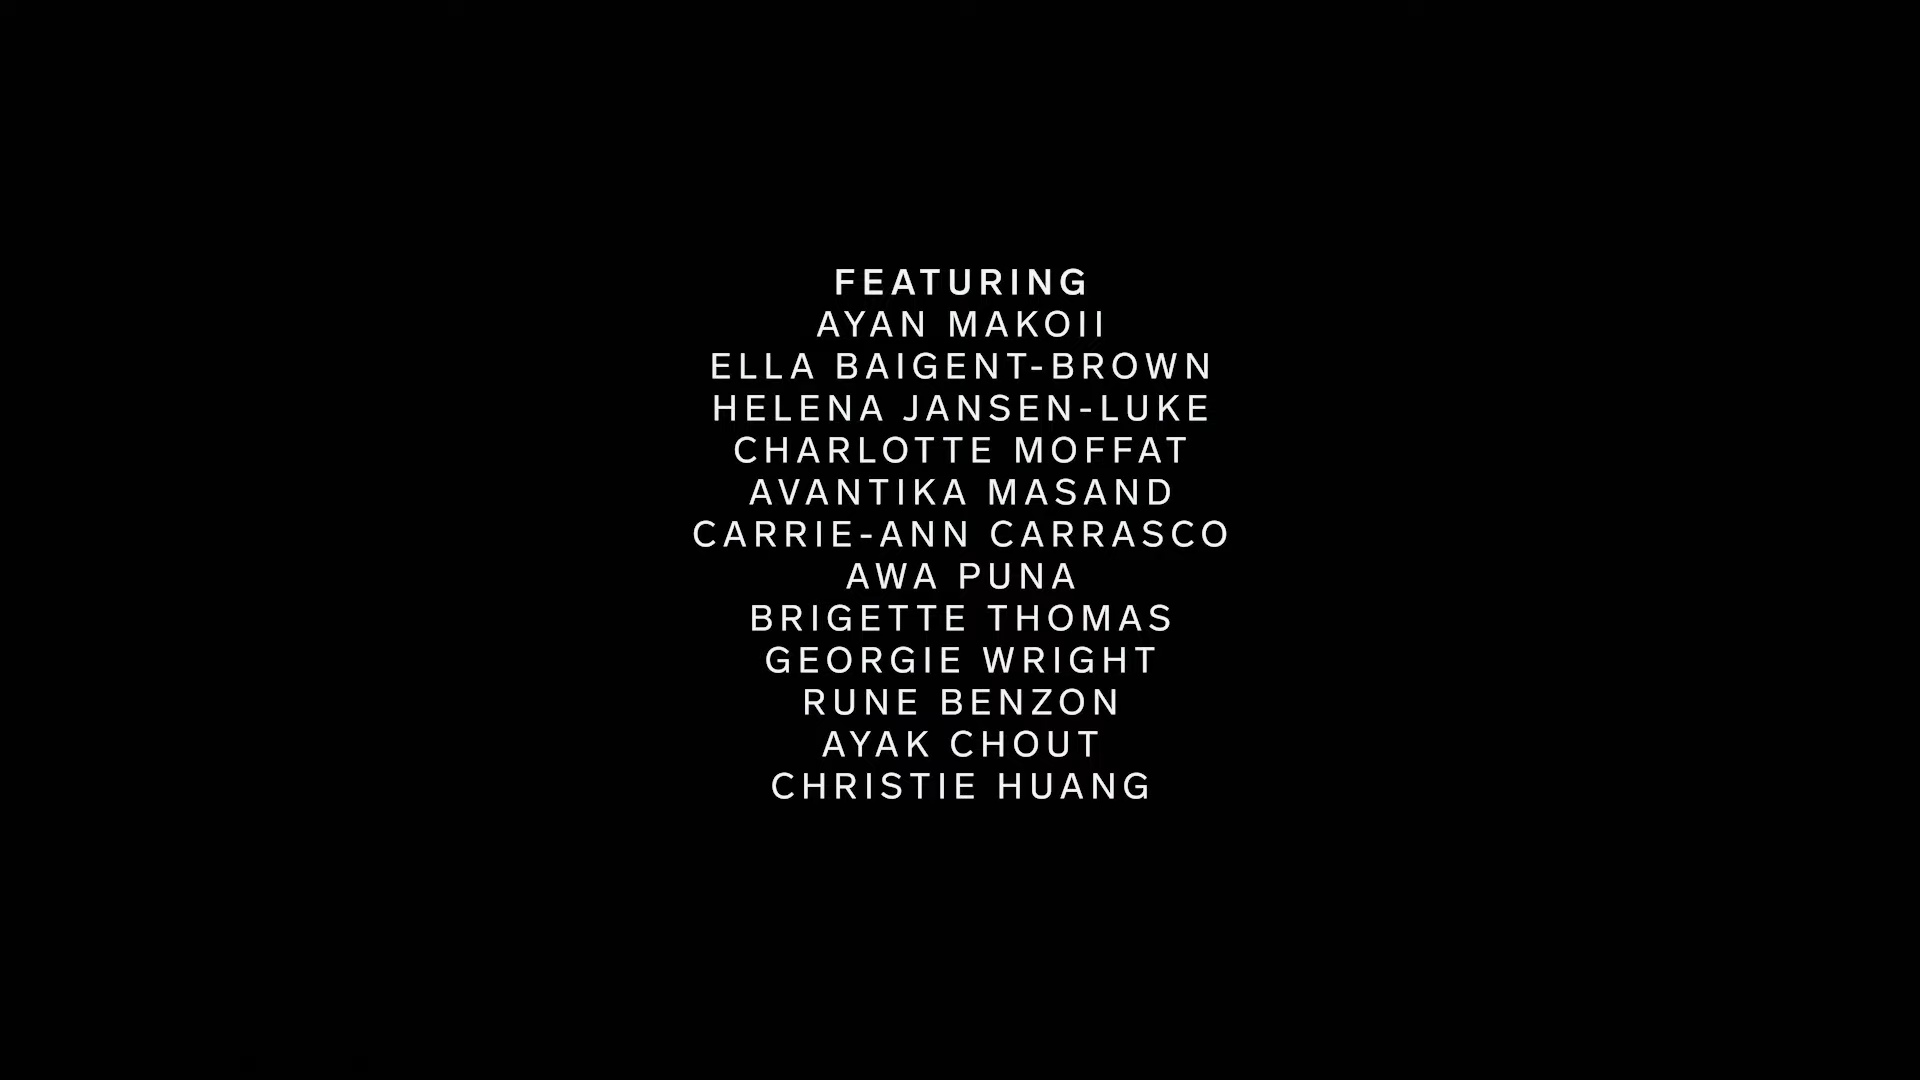 FEATURING
AYAN MAKOII
ELLA BAIGENT-BROWN
HELENA JANSEN-LUKE
CHARLOTTE MOFFAT
AVANTIKA MASAND
CARRIE-ANN CARRASCO
AWA PUNA
BRIGETTE THOMAS
GEORGIE WRIGHT
RUNE BENZON
AYAK CHOUT
CHRISTIE HUANG